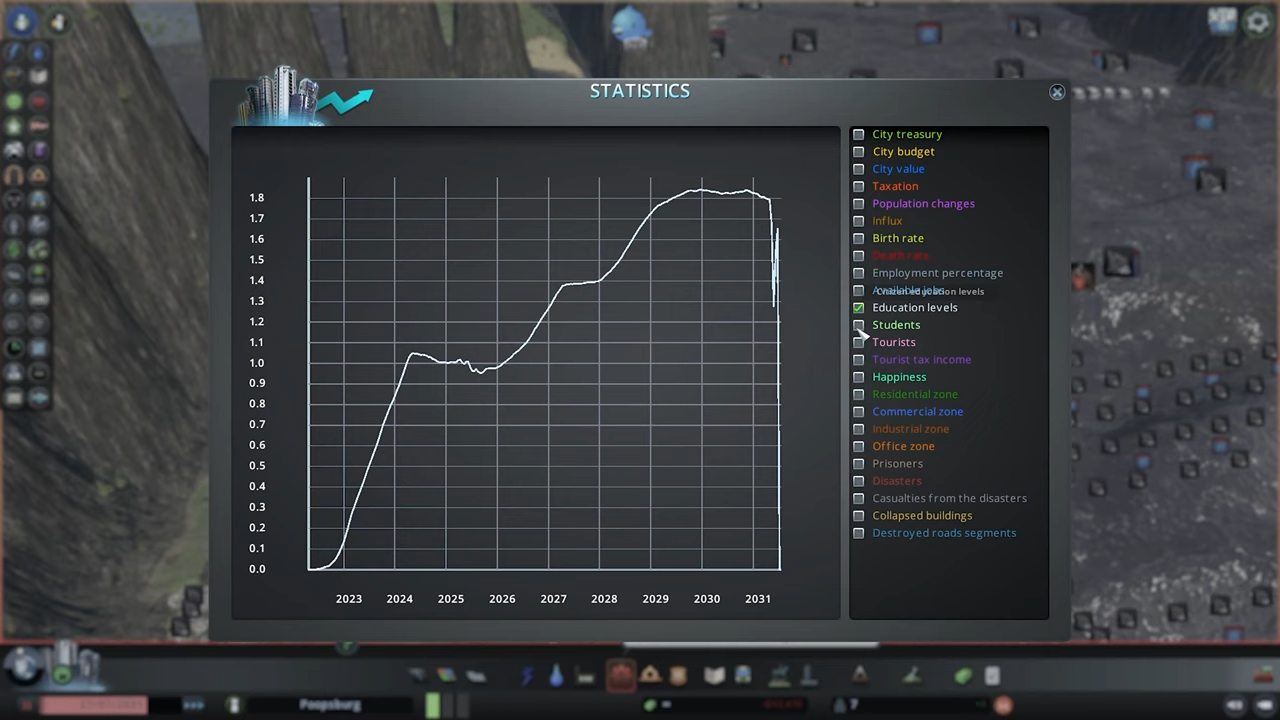 STATISTICS
City treasury
City budget
City value
Taxation
Population changes
Influx
Birth rate
Death rate
Employment percentage
Citizen education levels
Education levels
Students
Tourists
Tourist tax income
Happiness
Residential zone
Commercial zone
Industrial zone
Office zone
Prisoners
Disasters
Casualties from the disasters
Collapsed buildings
Destroyed roads segments
1.8
1.7
1.6
1.5
1.4
1.3
1.2
1.1
1.0
0.9
0.8
0.7
0.6
0.5
0.4
0.3
0.2
0.1
0.0
2023 2024 2025 2026 2027 2028 2029 2030 2031
Poopsburg
7